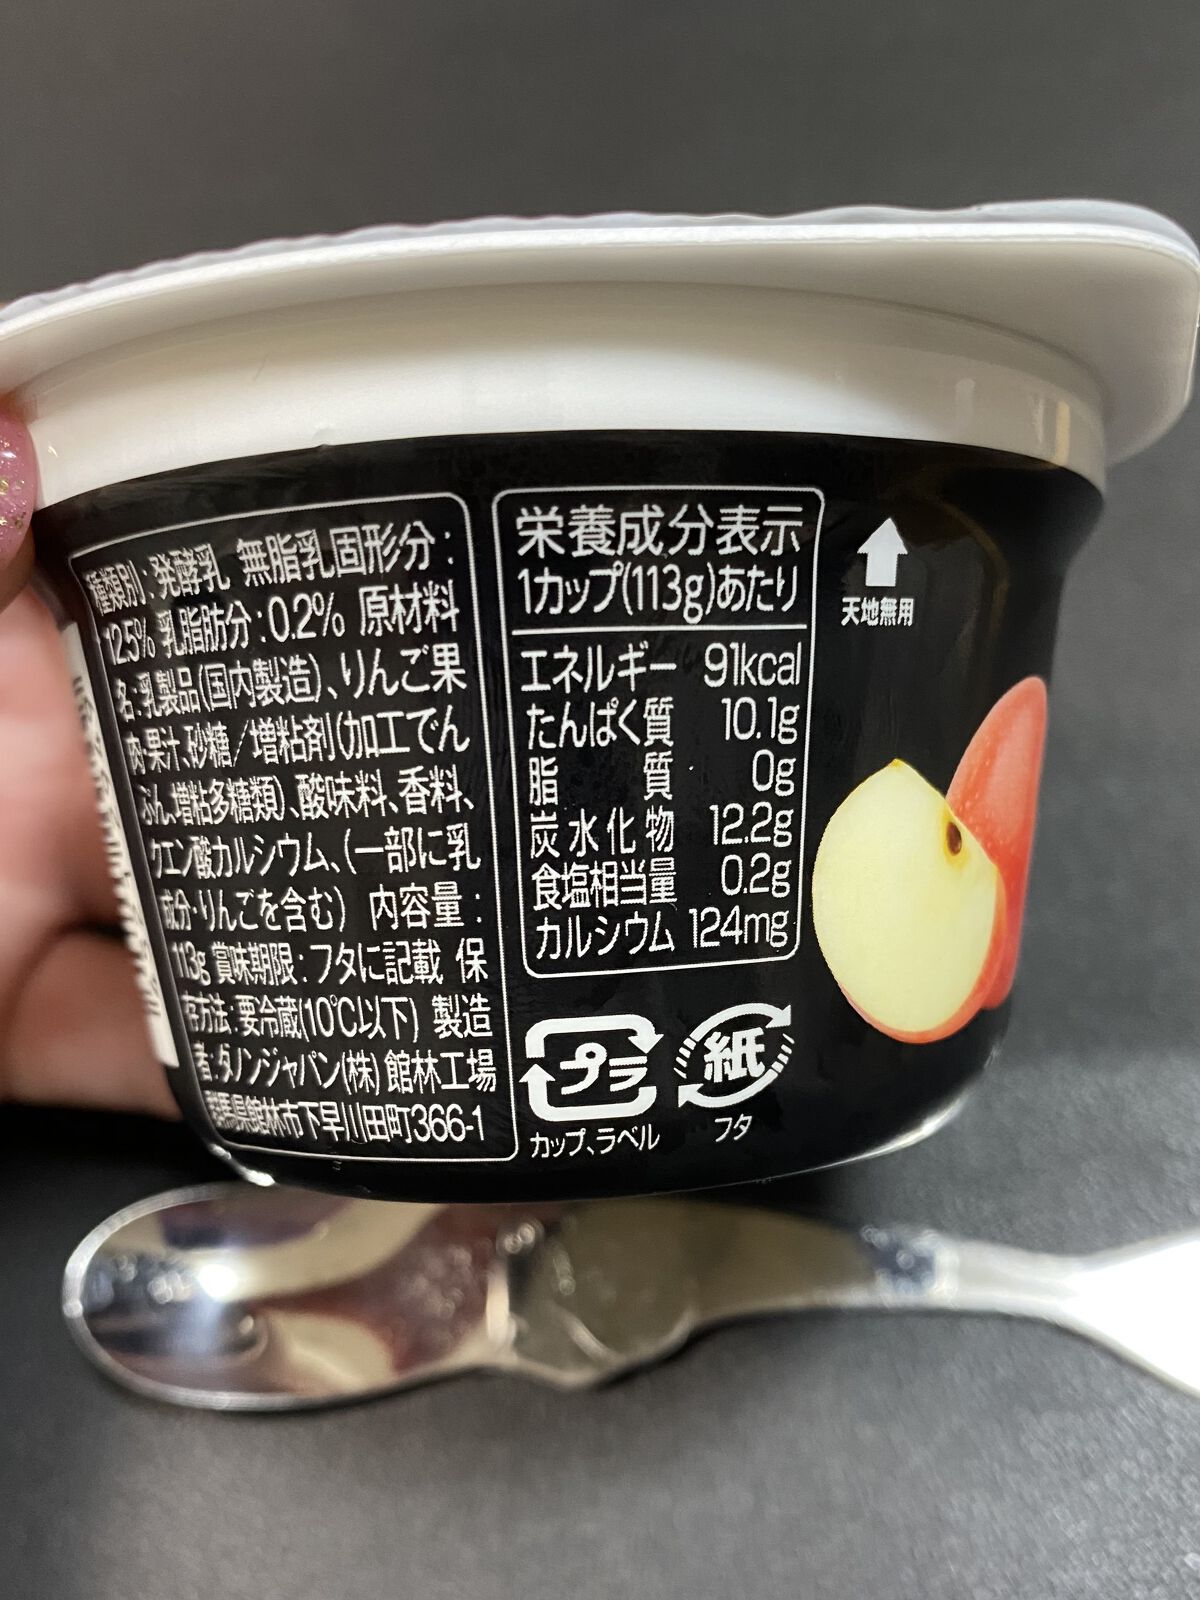 種類別:発酵乳 無脂乳固形分:
12.5% 乳脂肪分:0.2% 原材料
名:乳製品(国内製造)、りんご果
肉・果汁、砂糖/増粘剤(加工でん
ぷん、増粘多糖類)、酸味料、香料、
クエン酸カルシウム、(一部に乳
成分・りんごを含む) 内容量:
113g 賞味期限:フタに記載 保
存方法:要冷蔵(10℃以下) 製造
者:ダノンジャパン(株)館林工場
群馬県館林市下早川田町366-1
栄養成分表示
1カップ(113g)あたり
エネルギー 91kcal
たんぱく質 10.1g
脂質 0g
炭水化物 12.2g
食塩相当量 0.2g
カルシウム 124mg
プラ
カップ、ラベル
紙
フタ
天地無用